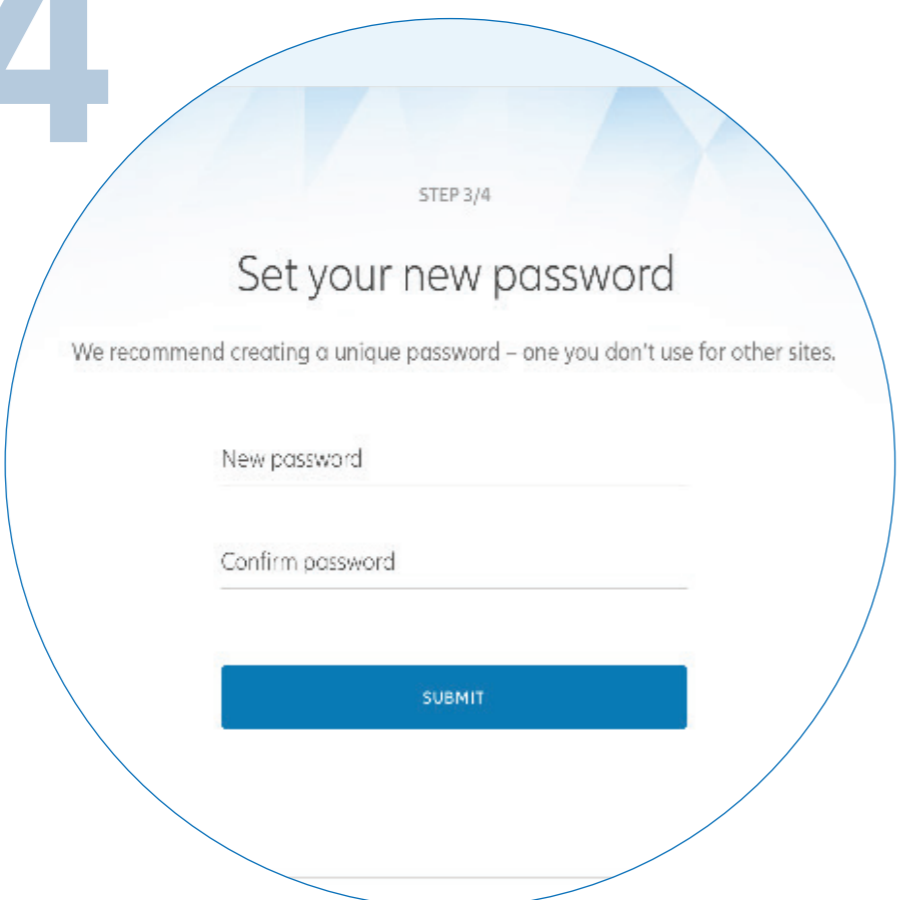 4
STEP 3/4
Set your new password
We recommend creating a unique password – one you don't use for other sites.
New password
Confirm password
SUBMIT